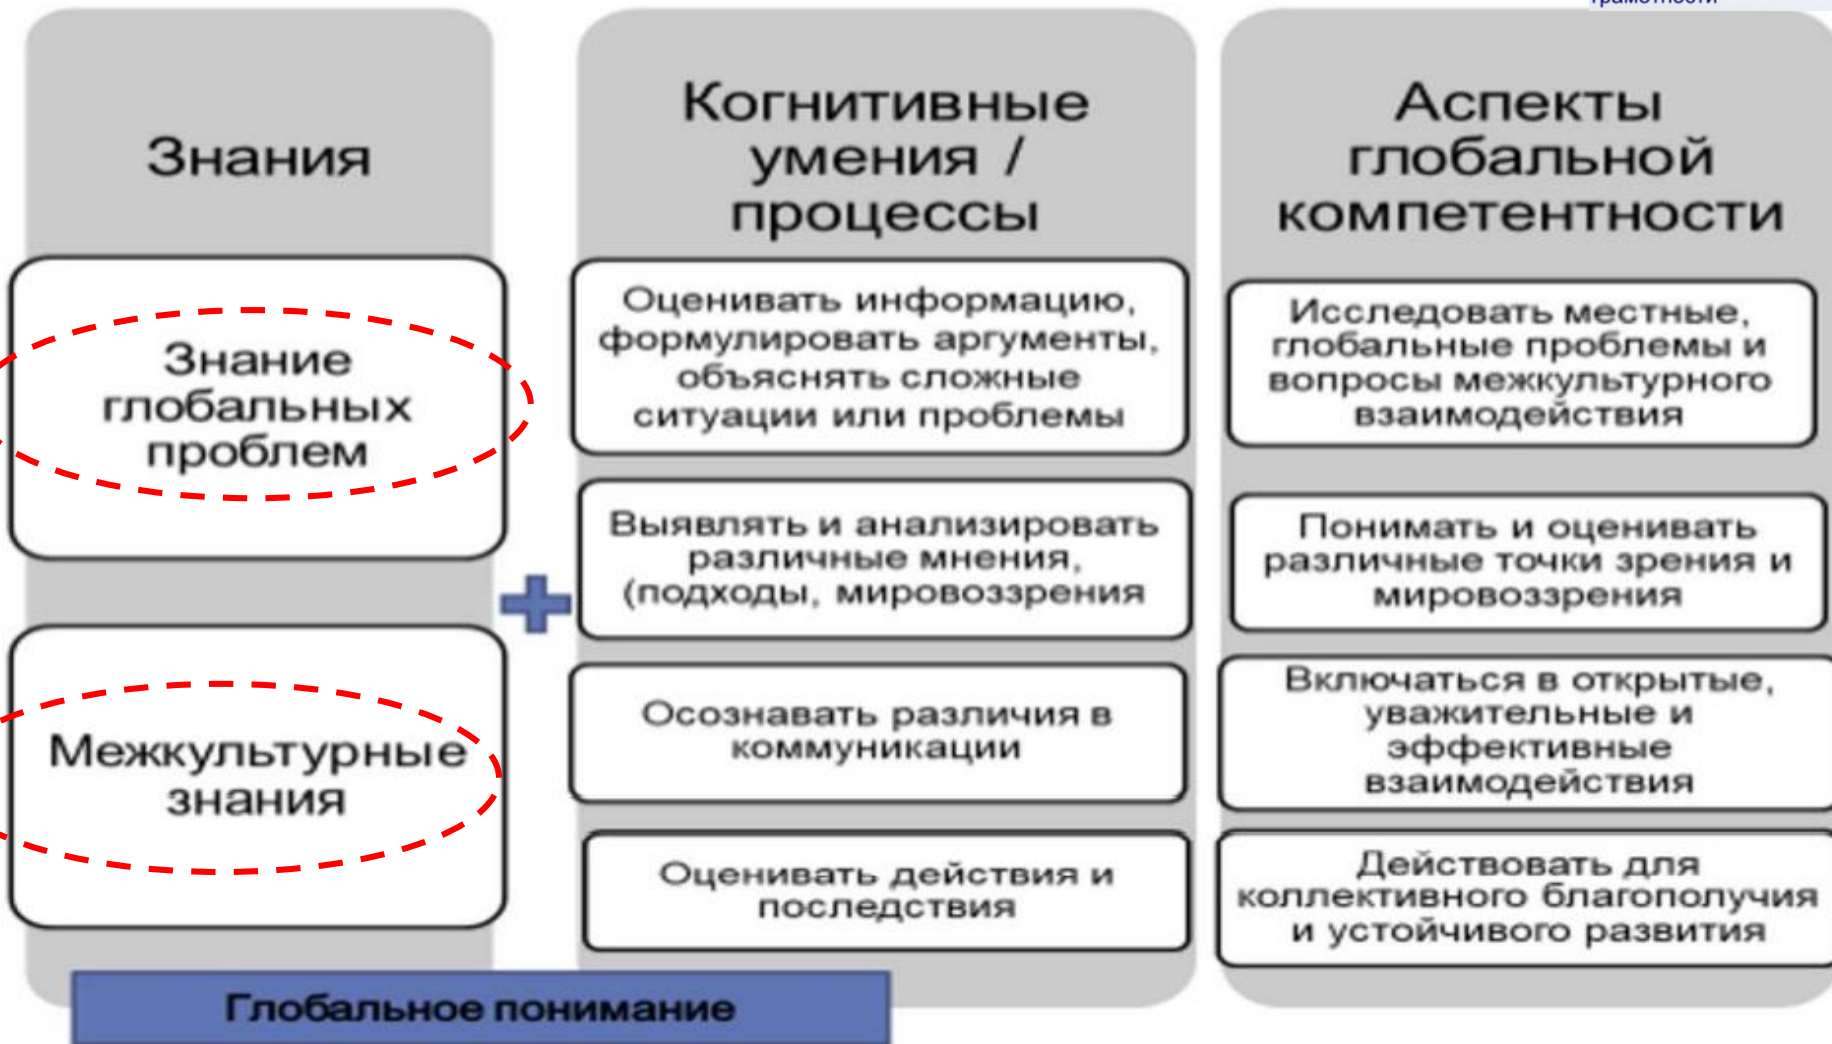 грамотности
Знания
Знание
глобальных
проблем
Межкультурные
знания
Когнитивные
умения /
процессы
Оценивать информацию,
формулировать аргументы,
объяснять сложные
ситуации или проблемы
Выявлять и анализировать
различные мнения,
(подходы, мировоззрения
Осознавать различия в
коммуникации
Оценивать действия и
последствия
Аспекты
глобальной
компетентности
Исследовать местные,
глобальные проблемы и
вопросы межкультурного
взаимодействия
Понимать и оценивать
различные точки зрения и
мировоззрения
Включаться в открытые,
уважительные и
эффективные
взаимодействия
Действовать для
коллективного благополучия
и устойчивого развития
Глобальное понимание